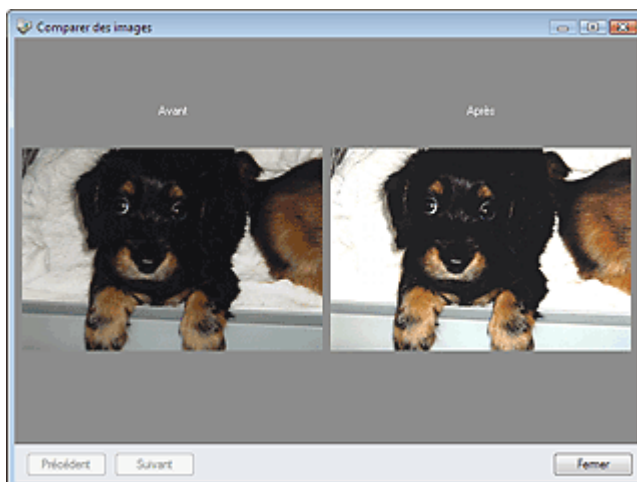 Comparer des images
Avant
Après
Précédent
Suivant
Fermer